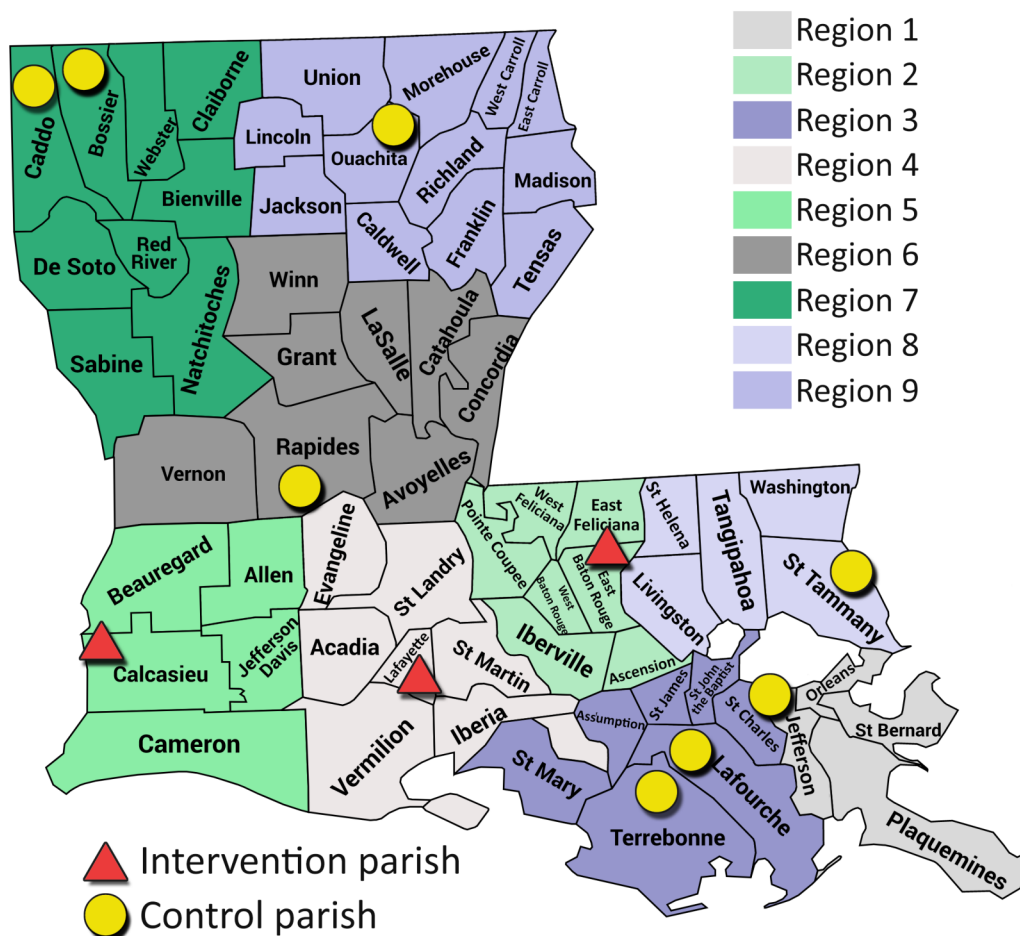 Region 1
Region 2
Region 3
Region 4
Region 5
Region 6
Region 7
Region 8
Region 9
Caddo
Bossier
Webster
Claiborne
Union
Morehouse
West Carroll
East Carroll
Lincoln
Ouachita
Richland
Madison
Bienville
Jackson
Caldwell
Franklin
Tensas
De Soto
Red
River
Natchitoches
Winn
LaSalle
Catahoula
Concordia
Sabine
Grant
Vernon
Rapides
Avoyelles
Pointe Coupee
West
Feliciana
East
Feliciana
St Helena
Tangipahoa
Washington
Beauregard
Allen
Evangeline
St Landry
West
Baton Rouge
East
Baton Rouge
Livingston
St Tammany
Calcasieu
Jefferson
Davis
Acadia
Lafayette
St Martin
Iberville
Ascension
Cameron
Vermilion
Iberia
Assumption
St James
St John
the Baptist
St Charles
Orleans
Jefferson
St Bernard
St Mary
Terrebonne
Lafourche
Plaquemines
Intervention parish
Control parish